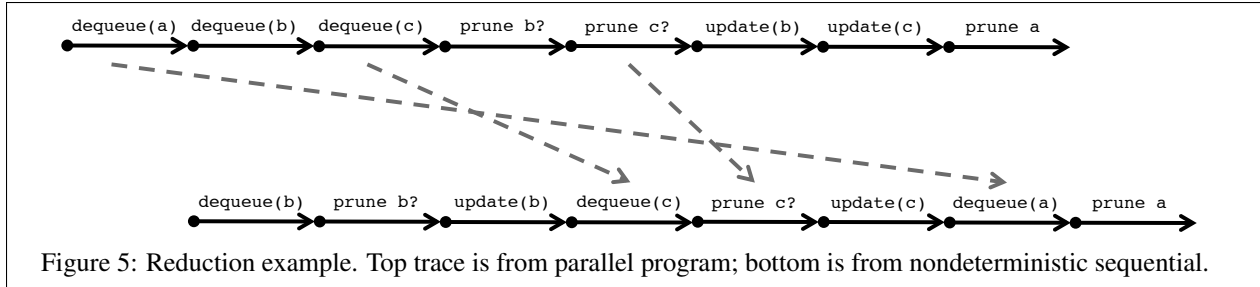 dequeue(a) dequeue(b) dequeue(c) prune b? prune c? update(b) update(c) prune a
dequeue(b) prune b? update(b) dequeue(c) prune c? update(c) dequeue(a) prune a
Figure 5: Reduction example. Top trace is from parallel program; bottom is from nondeterministic sequential.